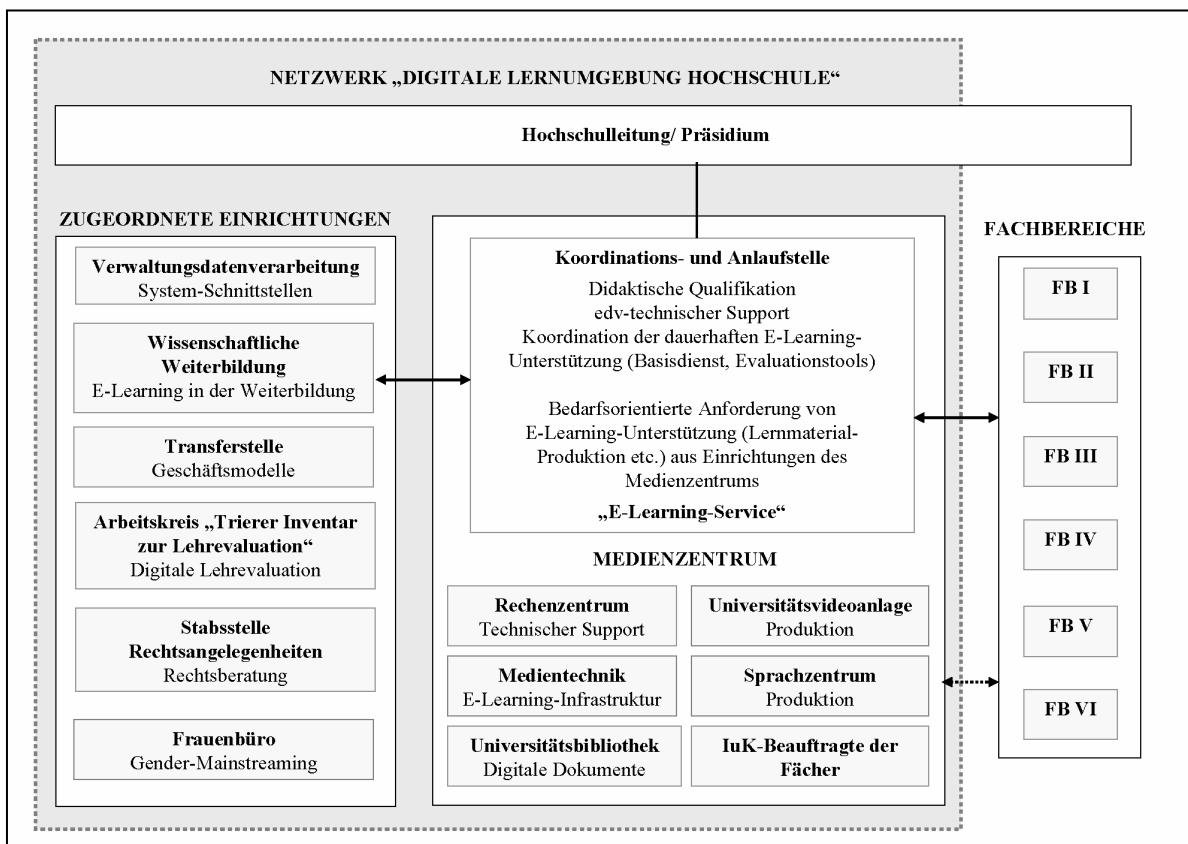 NETZWERK „DIGITALE LERNUMGEBUNG HOCHSCHULE“
Hochschulleitung/ Präsidium
ZUGEORDNETE EINRICHTUNGEN
Verwaltungsdatenverarbeitung
System-Schnittstellen
Wissenschaftliche
Weiterbildung
E-Learning in der Weiterbildung
Transferstelle
Geschäftsmodelle
Arbeitskreis „Trierer Inventar
zur Lehrevaluation“
Digitale Lehrevaluation
Stabsstelle
Rechtsangelegenheiten
Rechtsberatung
Frauenbüro
Gender-Mainstreaming
Koordinations- und Anlaufstelle
Didaktische Qualifikation
edv-technischer Support
Koordination der dauerhaften E-Learning-
Unterstützung (Basisdienst, Evaluationstools)
Bedarfsorientierte Anforderung von
E-Learning-Unterstützung (Lernmaterial-
Produktion etc.) aus Einrichtungen des
Medienzentrums
„E-Learning-Service“
MEDIENZENTRUM
Rechenzentrum
Technischer Support
Universitätsvideoanlage
Produktion
Medientechnik
E-Learning-Infrastruktur
Sprachzentrum
Produktion
Universitätsbibliothek
Digitale Dokumente
IuK-Beauftragte der
Fächer
FACHBEREICHE
FB I
FB II
FB III
FB IV
FB V
FB VI